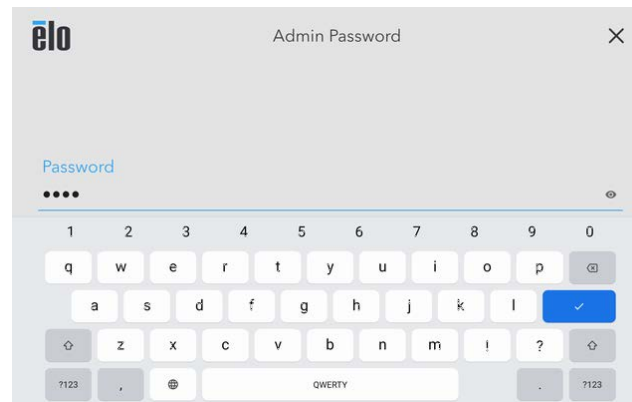 ēlo
Admin Password
Password
••••
1 2 3 4 5 6 7 8 9 0
q w e r t y u i o p
a s d f g h j k l
z x c v b n m ! ?
?123 , QWERTY . ?123